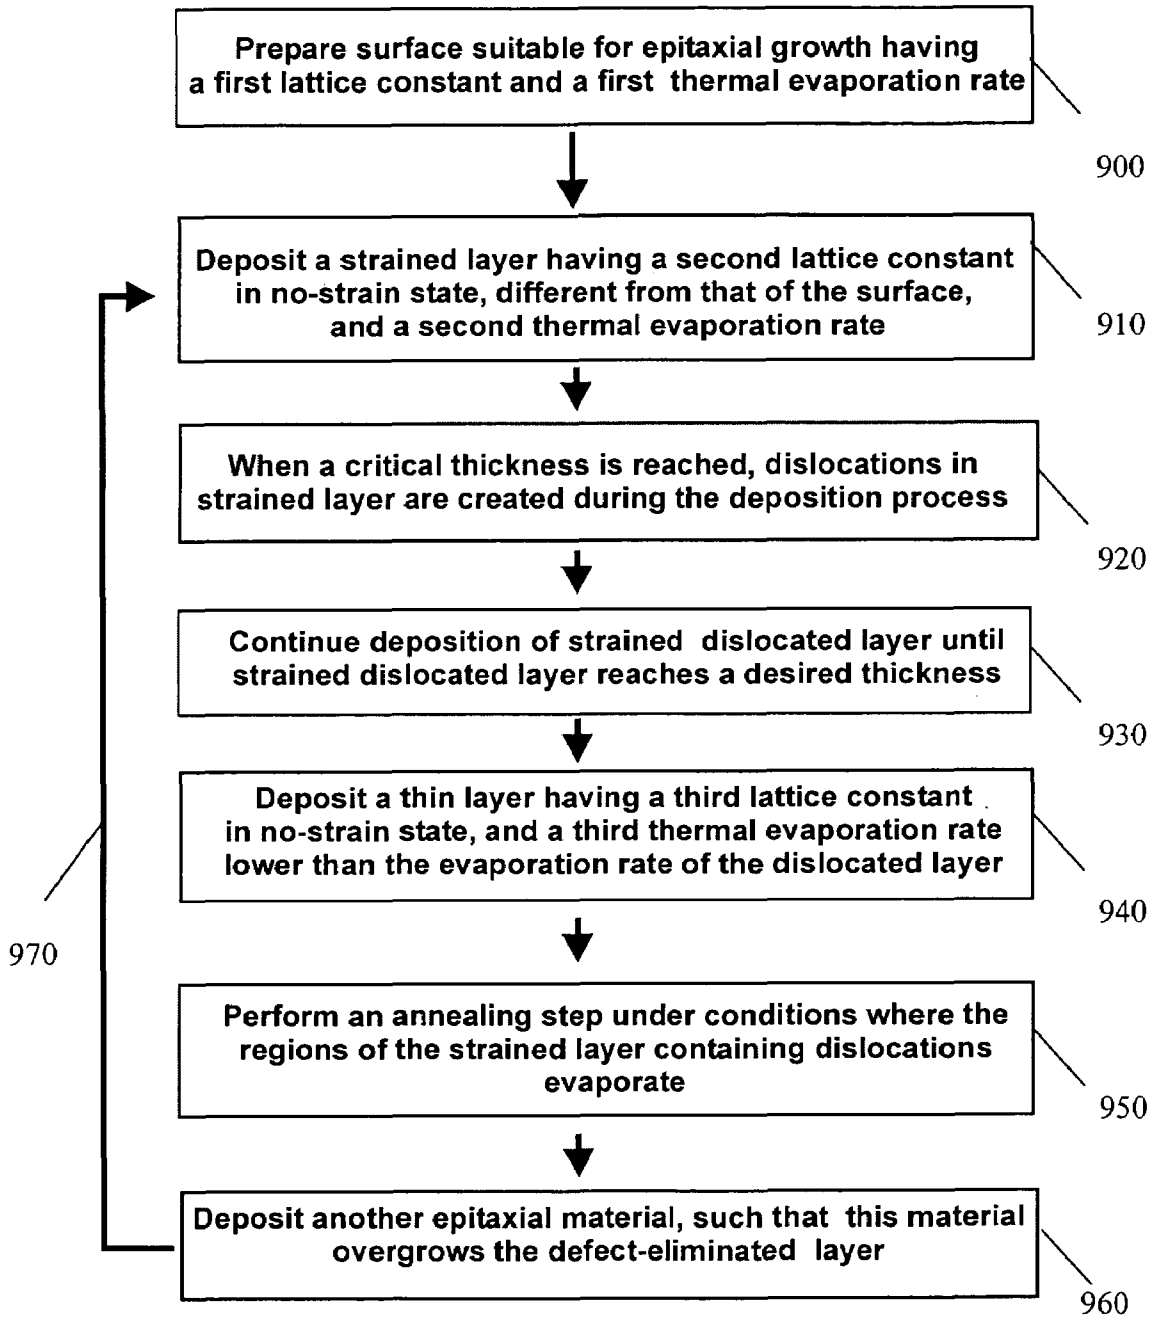 Prepare surface suitable for epitaxial growth having
a first lattice constant and a first thermal evaporation rate
900
Deposit a strained layer having a second lattice constant
in no-strain state, different from that of the surface,
and a second thermal evaporation rate
910
When a critical thickness is reached, dislocations in
strained layer are created during the deposition process
920
Continue deposition of strained dislocated layer until
strained dislocated layer reaches a desired thickness
930
Deposit a thin layer having a third lattice constant
in no-strain state, and a third thermal evaporation rate
lower than the evaporation rate of the dislocated layer
940
970
Perform an annealing step under conditions where the
regions of the strained layer containing dislocations
evaporate
950
Deposit another epitaxial material, such that this material
overgrows the defect-eliminated layer
960